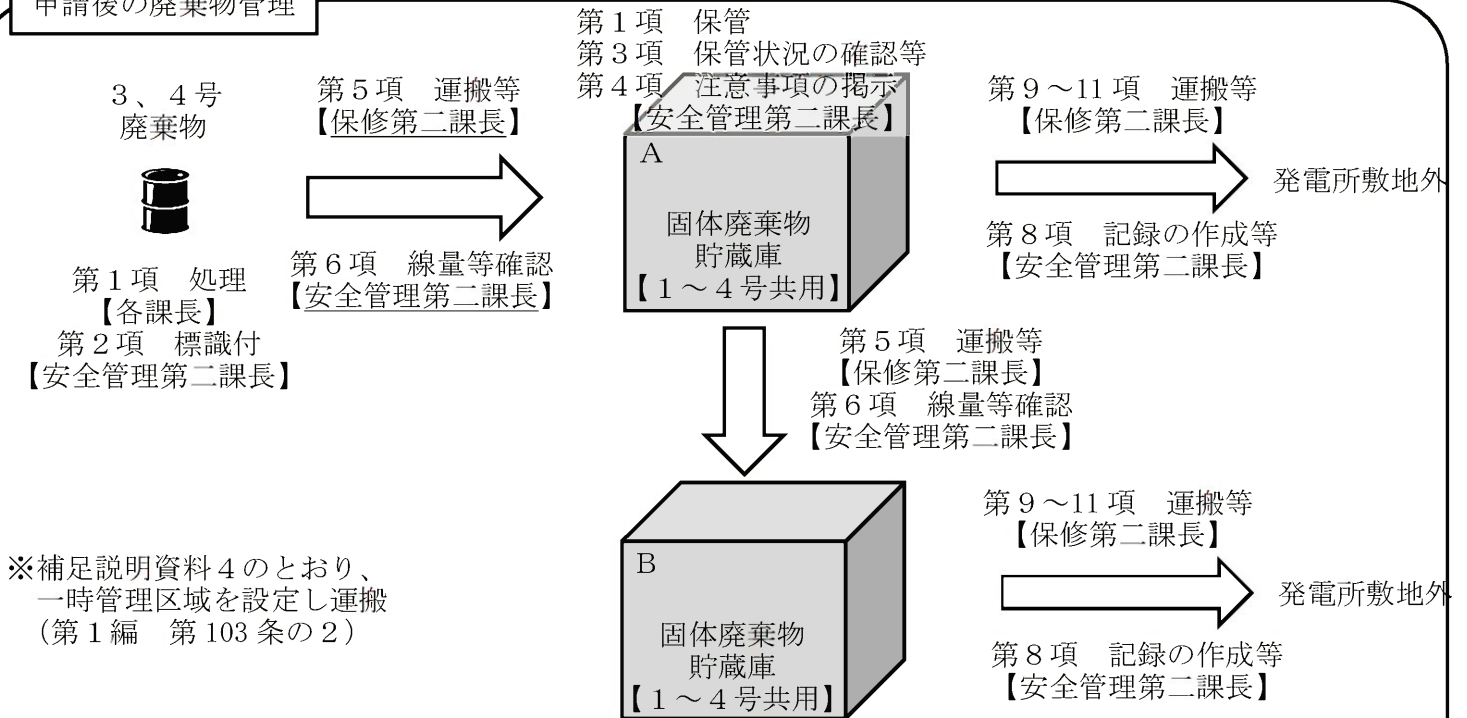 申請後の廃棄物管理
第１項　保管
第３項　保管状況の確認等
第４項　注意事項の掲示
【安全管理第二課長】
３、４号
廃棄物
第１項　処理
【各課長】
第２項　標識付
【安全管理第二課長】
第５項　運搬等
【保修第二課長】
第６項　線量等確認
【安全管理第二課長】
A
固体廃棄物
貯蔵庫
【１～４号共用】
第９～11項　運搬等
【保修第二課長】
発電所敷地外
第８項　記録の作成等
【安全管理第二課長】
第５項　運搬等
【保修第二課長】
第６項　線量等確認
【安全管理第二課長】
※補足説明資料４のとおり、
一時管理区域を設定し運搬
（第１編　第103条の２）
B
固体廃棄物
貯蔵庫
【１～４号共用】
第９～11項　運搬等
【保修第二課長】
発電所敷地外
第８項　記録の作成等
【安全管理第二課長】